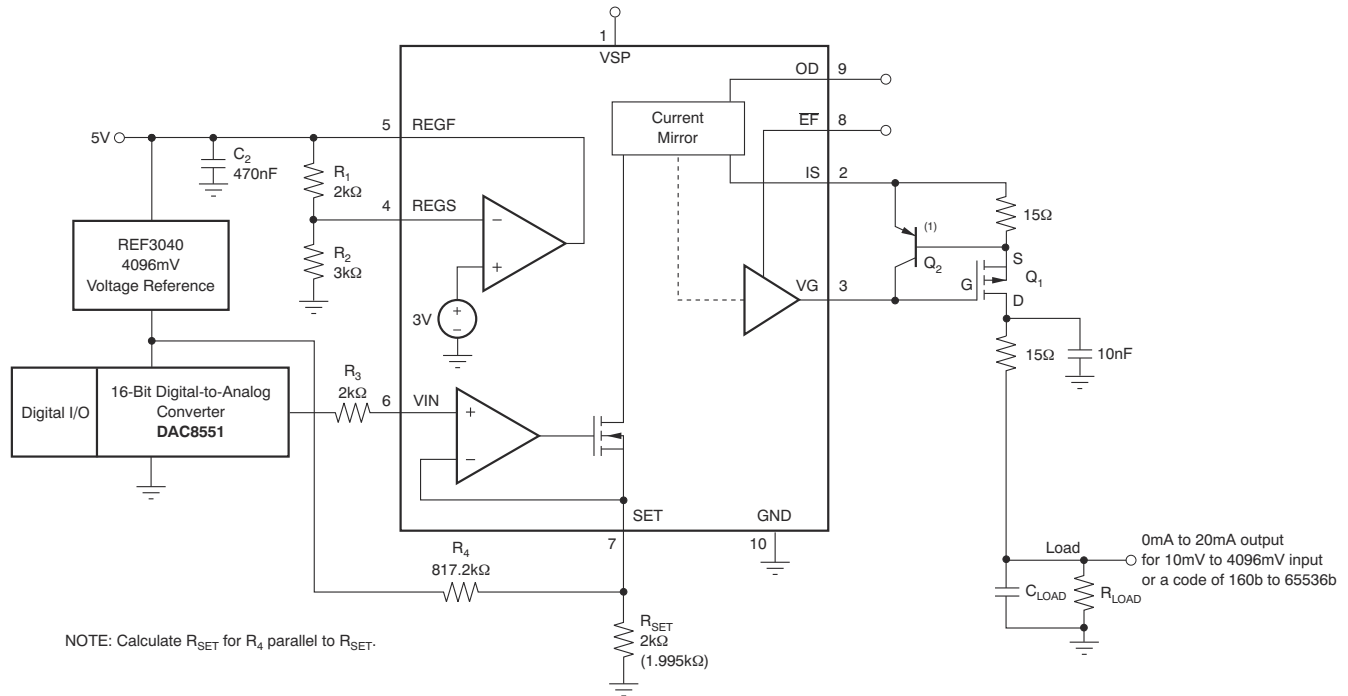 1
VSP
OD 9
Current
Mirror
EF 8
5 REGF
5V
C2
470nF
R1
2kΩ
IS 2
4 REGS
15Ω
(1)
REF3040
4096mV
Voltage Reference
R2
3kΩ
Q2
S
G
Q1
D
VG 3
3V
15Ω
10nF
Digital I/O
16-Bit Digital-to-Analog
Converter
DAC8551
R3
2kΩ
6 VIN
SET
GND
7
10
R4
817.2kΩ
Load
0mA to 20mA output
for 10mV to 4096mV input
or a code of 160b to 65536b
CLOAD
RLOAD
RSET
2kΩ
(1.995kΩ)
NOTE: Calculate RSET for R4 parallel to RSET.